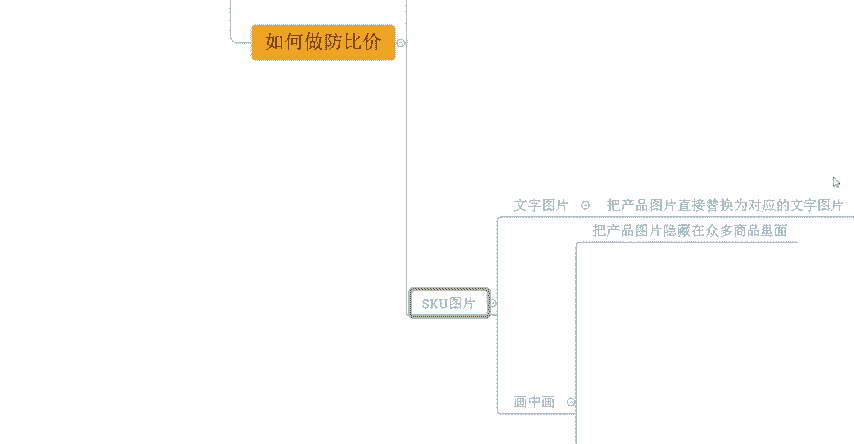 如何做防比价
文字图片
把产品图片直接替换为对应的文字图片
把产品图片隐藏在众多商品里面
SKU图片
画中画